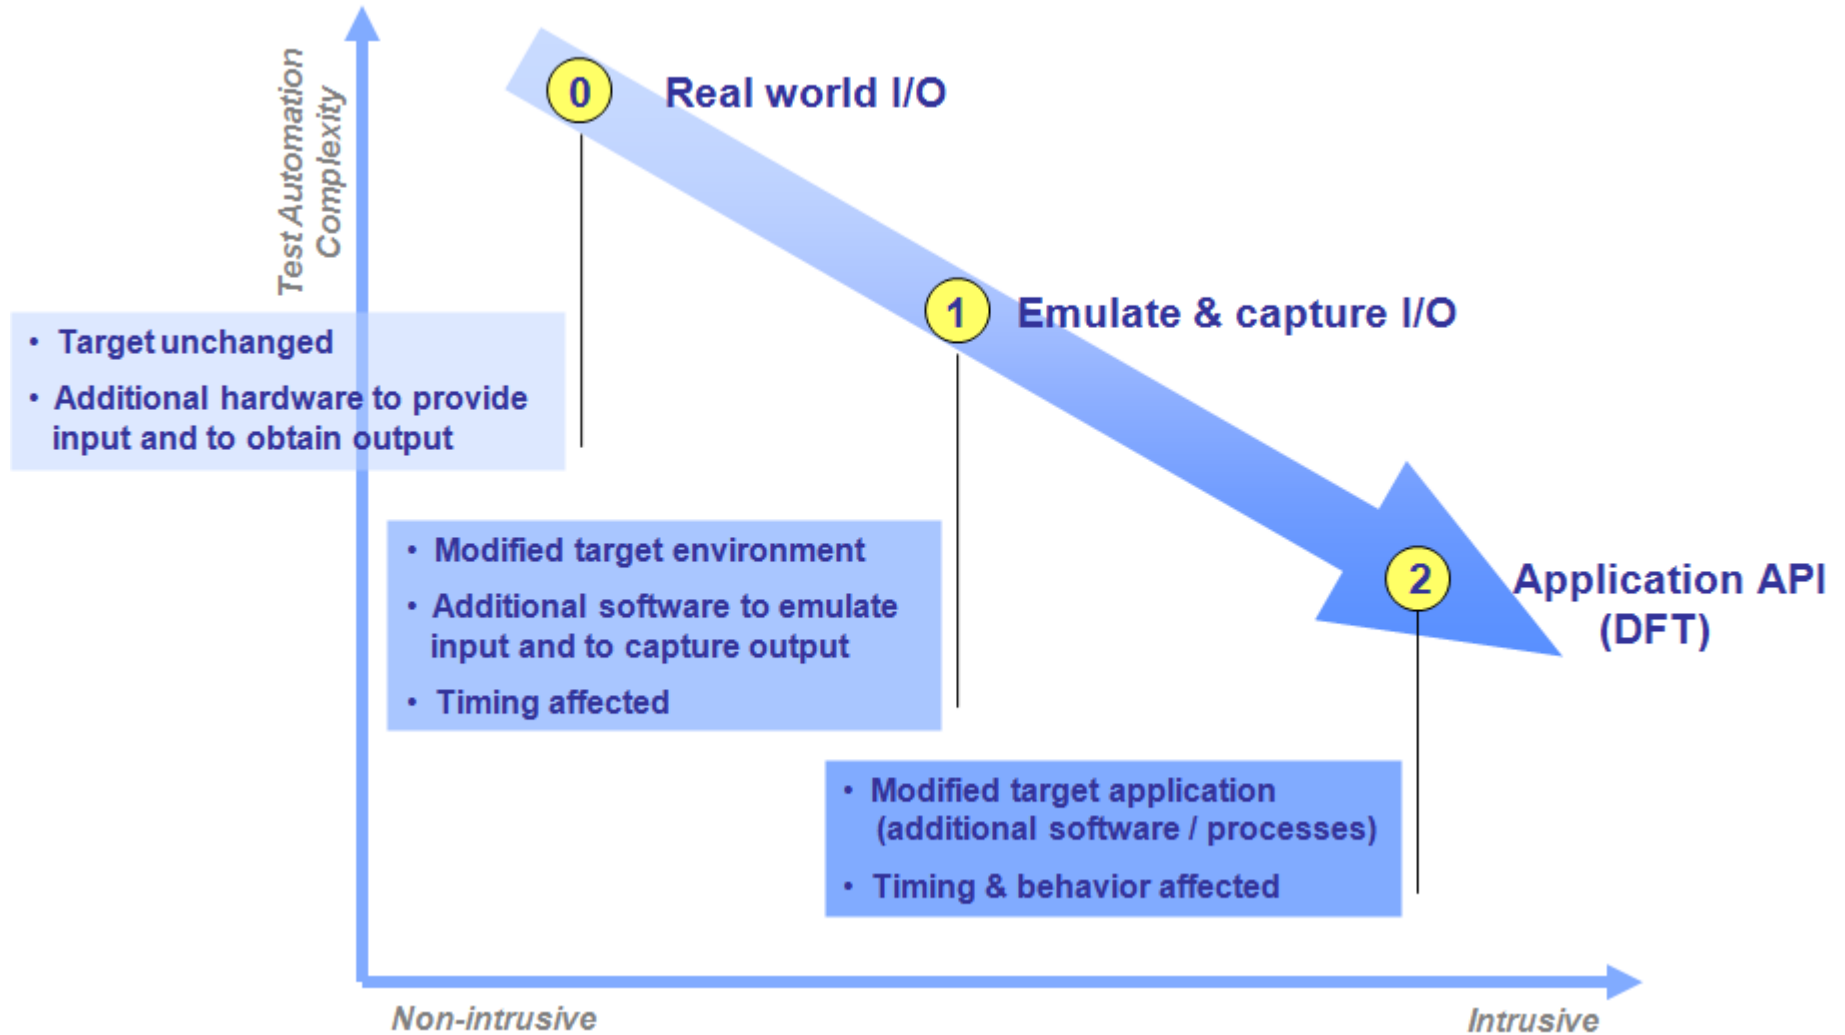 Test Automation
Complexity
0
Real world I/O
• Target unchanged
• Additional hardware to provide
input and to obtain output
1
Emulate & capture I/O
• Modified target environment
• Additional software to emulate
input and to capture output
• Timing affected
2
Application API
(DFT)
• Modified target application
(additional software / processes)
• Timing & behavior affected
Non-intrusive
Intrusive